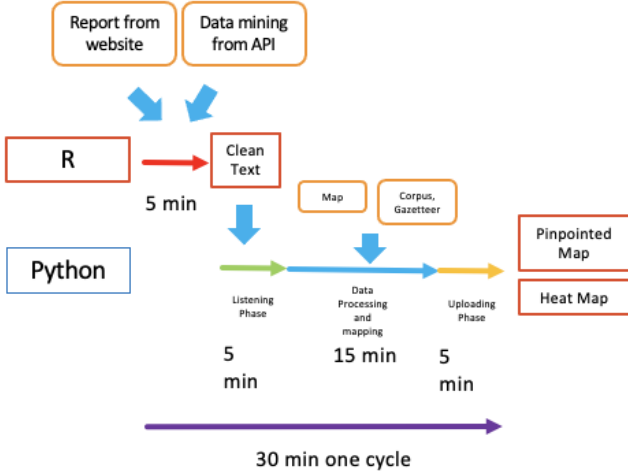 Report from
website
Data mining
from API
R
5 min
Clean
Text
Map
Corpus,
Gazetteer
Python
Pinpointed
Map
Heat Map
Listening
Phase
Data
Processing
and
mapping
Uploading
Phase
5
min
15 min
5
min
30 min one cycle